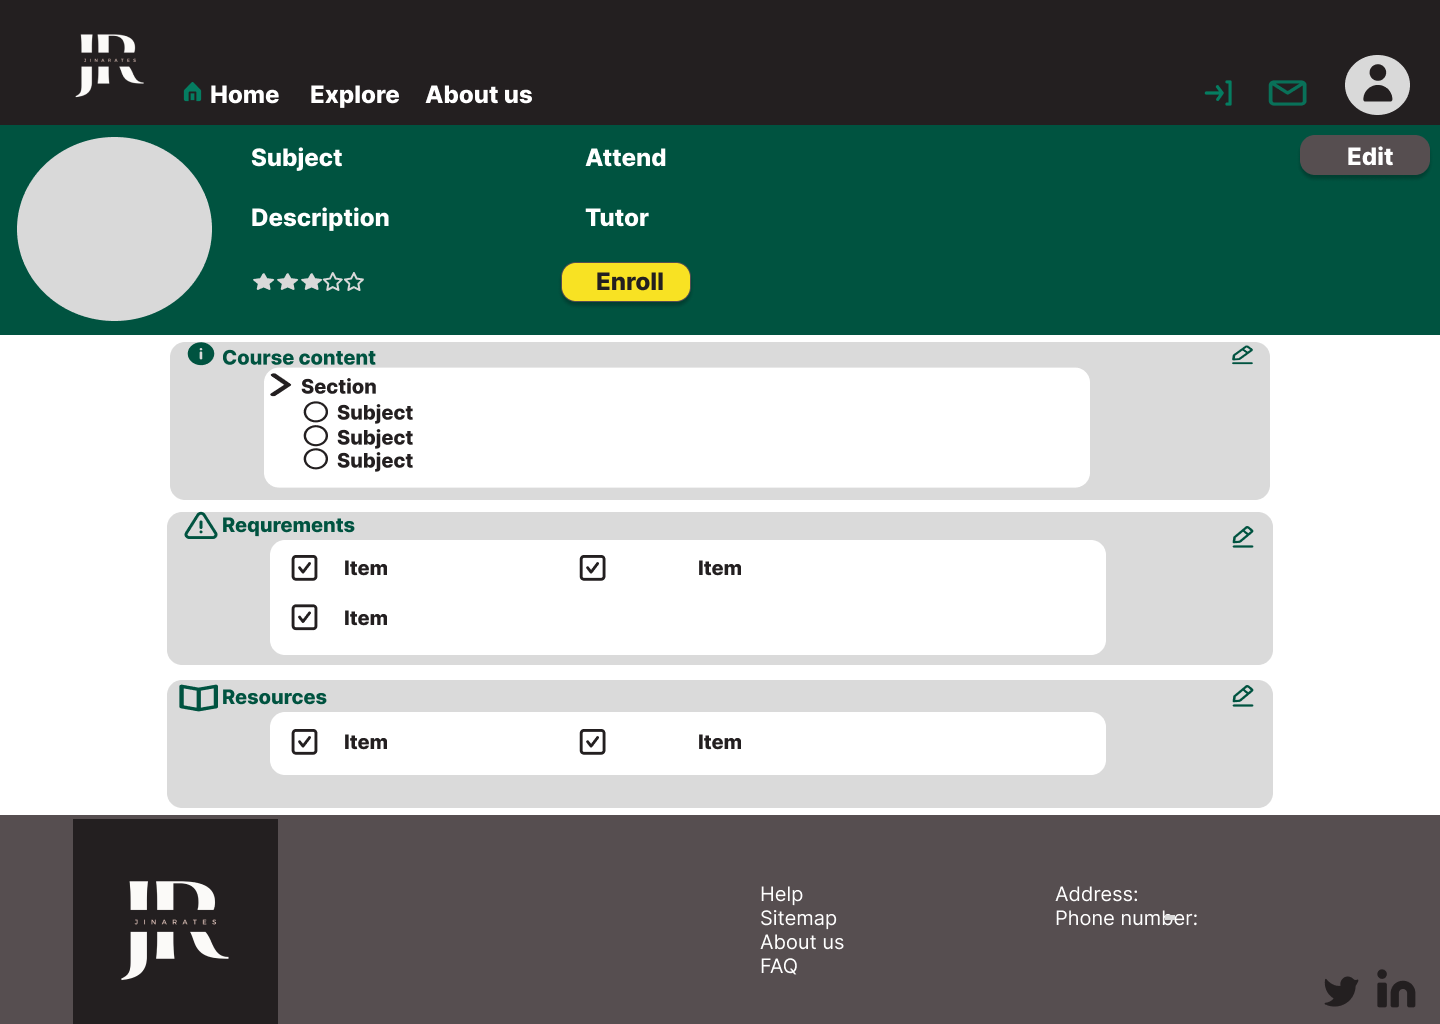 JR
JINARATES
Home Explore About us
Subject Attend
Edit
Description Tutor
Enroll
Course content
Section
Subject
Subject
Subject
Requrements
Item Item
Item
Resources
Item Item
JR
JINARATES
Help
Sitemap
About us
FAQ
Address:
Phone number: